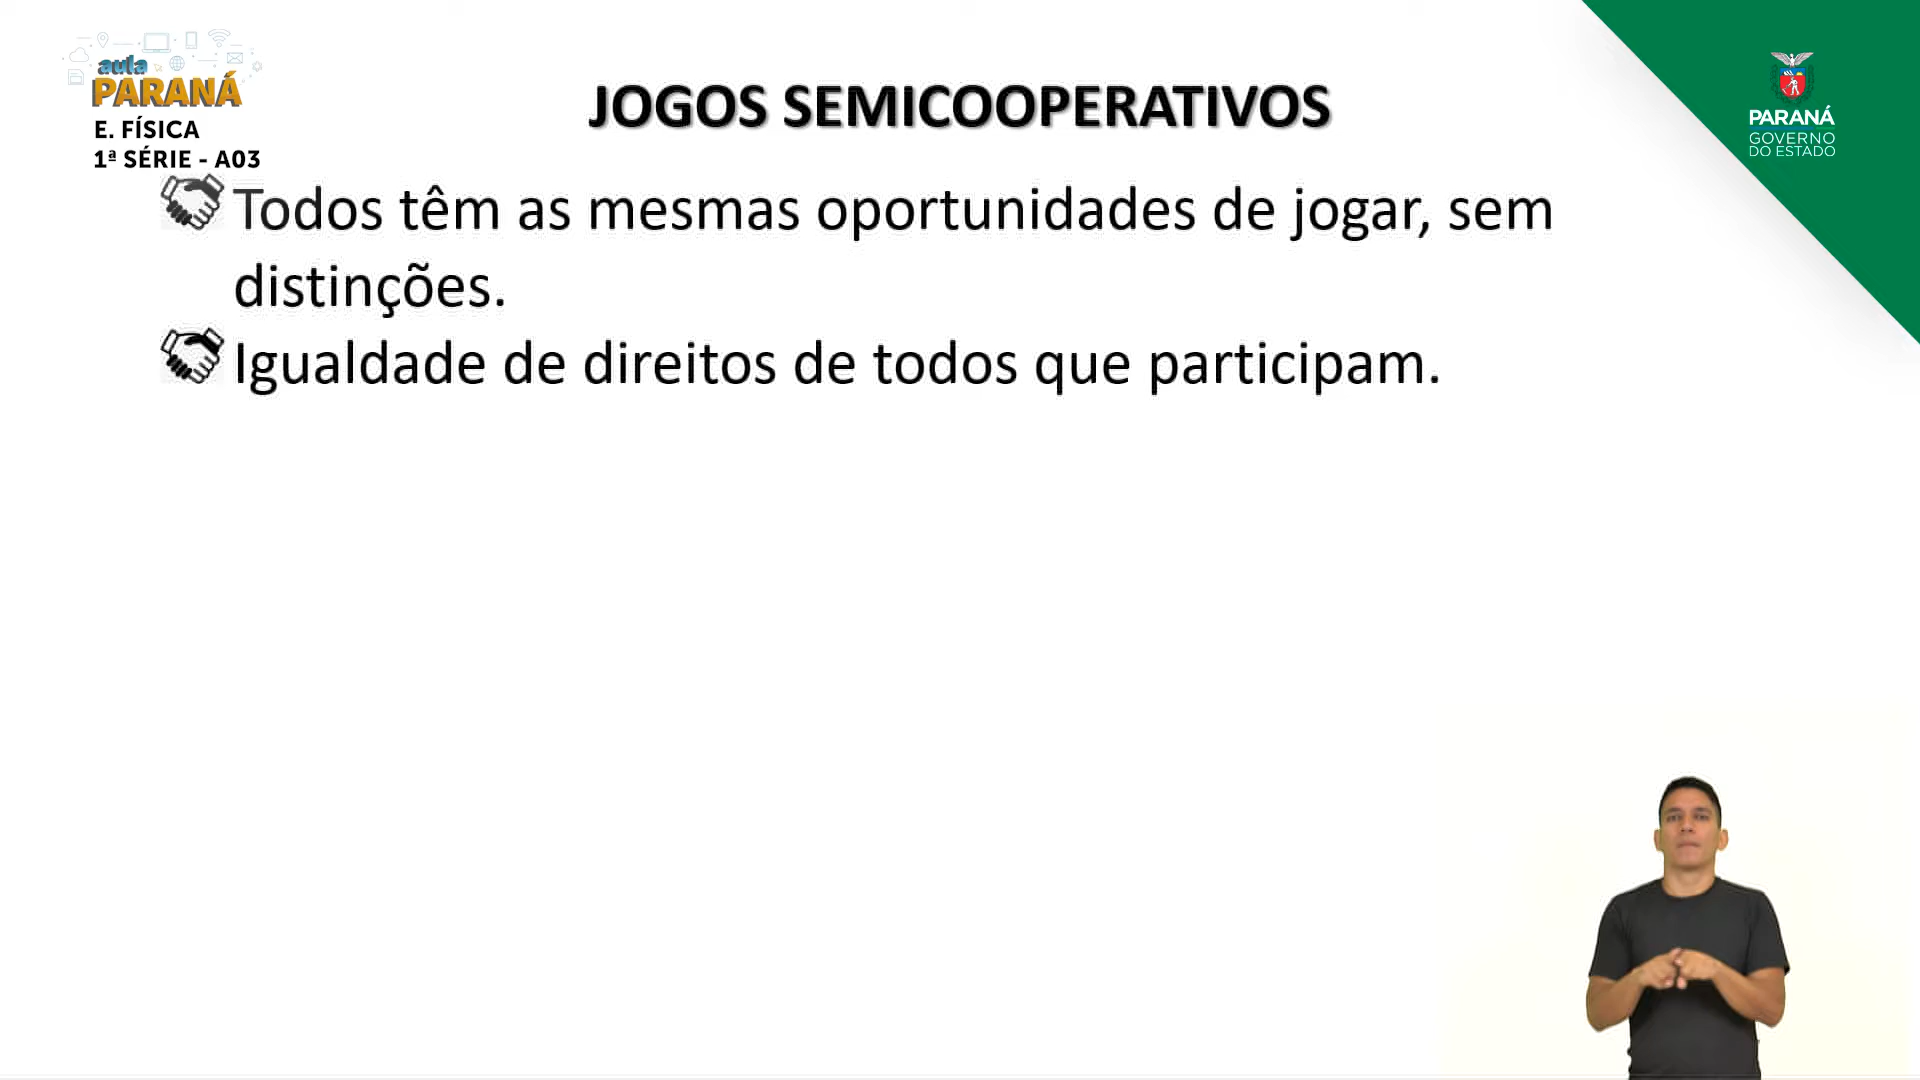 aula
PARANÁ
E. FÍSICA
1ª SÉRIE - A03
JOGOS SEMICOOPERATIVOS
PARANÁ
GOVERNO
DO ESTADO
Todos têm as mesmas oportunidades de jogar, sem
distinções.
Igualdade de direitos de todos que participam.